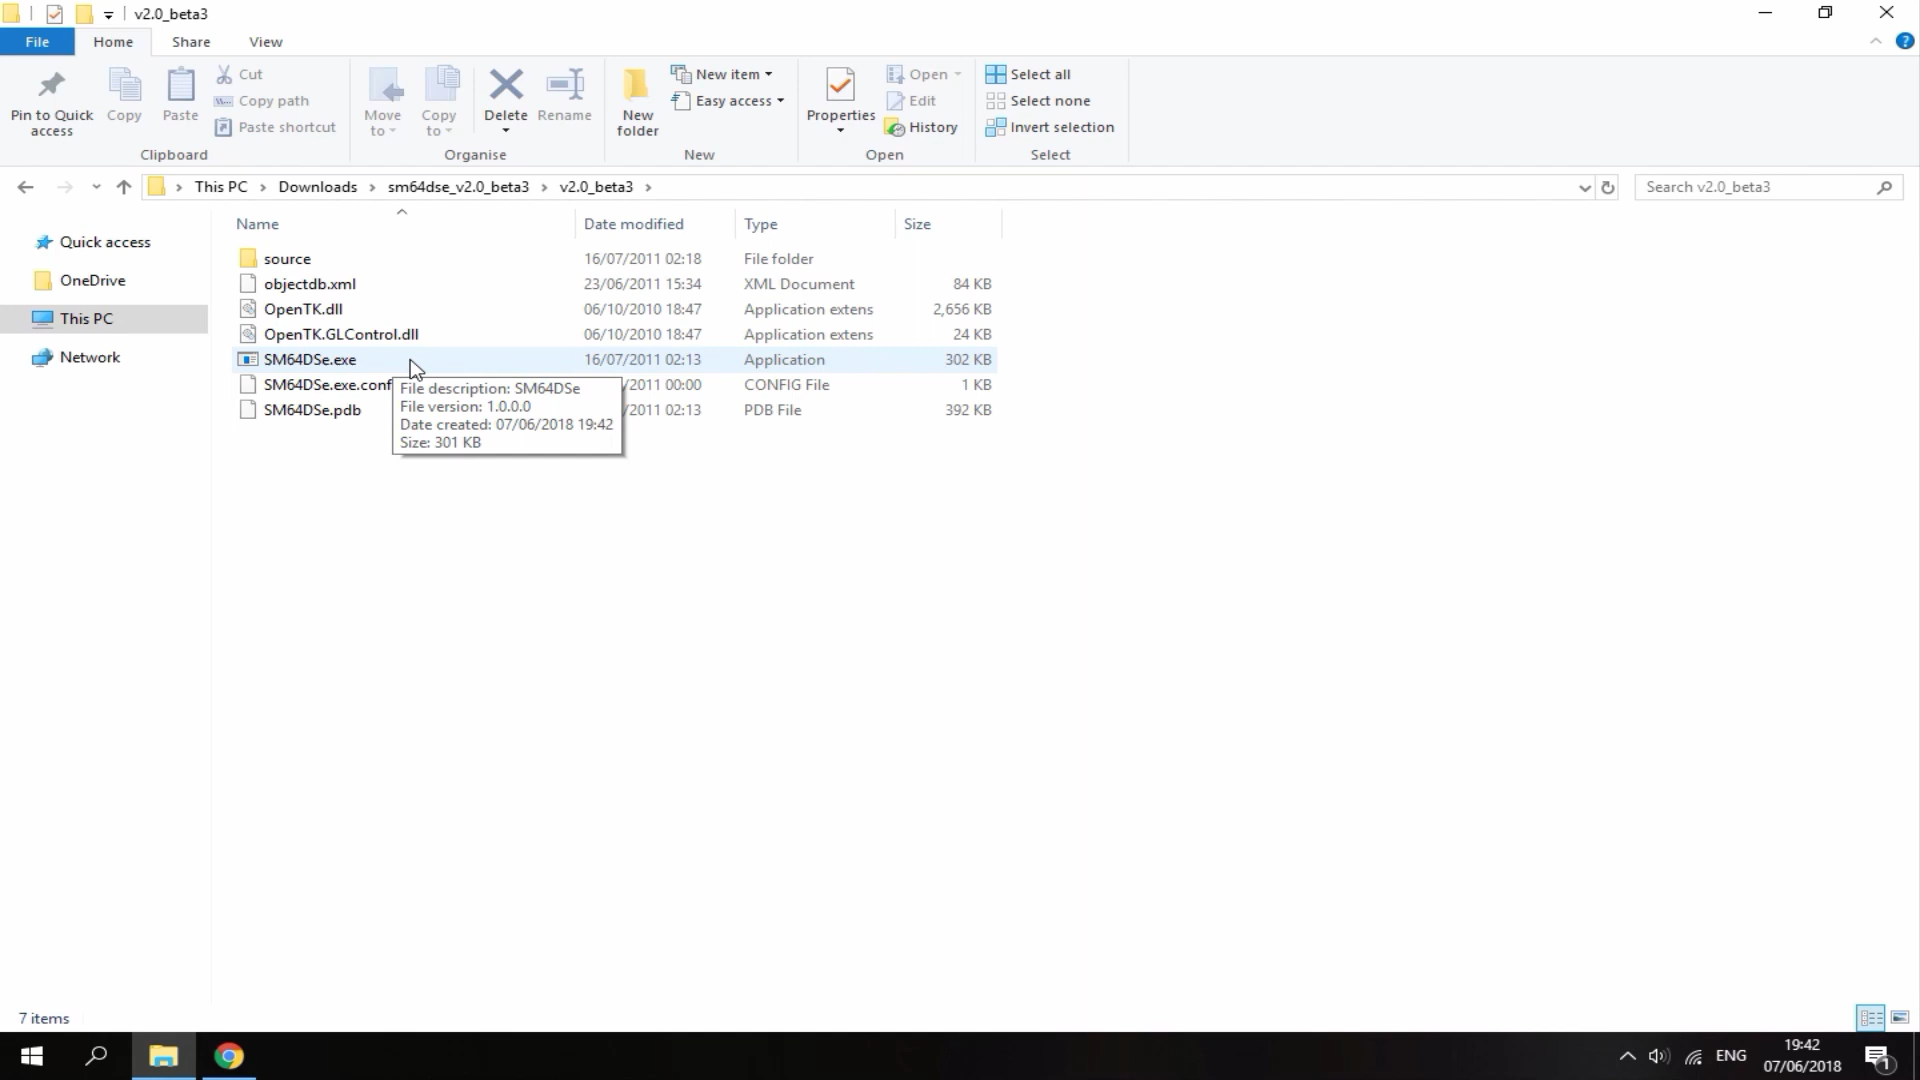 v2.0_beta3
File Home Share View
Pin to Quick access
Copy
Paste
Cut
Copy path
Paste shortcut
Clipboard
Move to
Copy to
Delete
Rename
Organise
New folder
New item
Easy access
New
Properties
Open
Edit
History
Open
Select all
Select none
Invert selection
Select
This PC Downloads sm64dse_v2.0_beta3 v2.0_beta3
Search v2.0_beta3
Quick access
OneDrive
This PC
Network
Name Date modified Type Size
source 16/07/2011 02:18 File folder
objectdb.xml 23/06/2011 15:34 XML Document 84 KB
OpenTK.dll 06/10/2010 18:47 Application extens 2,656 KB
OpenTK.GLControl.dll 06/10/2010 18:47 Application extens 24 KB
SM64DSe.exe 16/07/2011 02:13 Application 302 KB
SM64DSe.exe.conf /2011 00:00 CONFIG File 1 KB
SM64DSe.pdb /2011 02:13 PDB File 392 KB
File description: SM64DSe
File version: 1.0.0.0
Date created: 07/06/2018 19:42
Size: 301 KB
7 items
ENG
19:42
07/06/2018
1